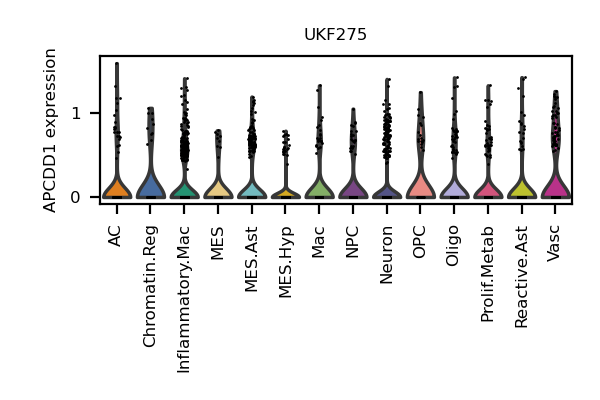 UKF275
APCDD1 expression
1
0
AC
Chromatin.Reg
Inflammatory.Mac
MES
MES.Ast
MES.Hyp
Mac
NPC
Neuron
OPC
Oligo
Prolif.Metab
Reactive.Ast
Vasc